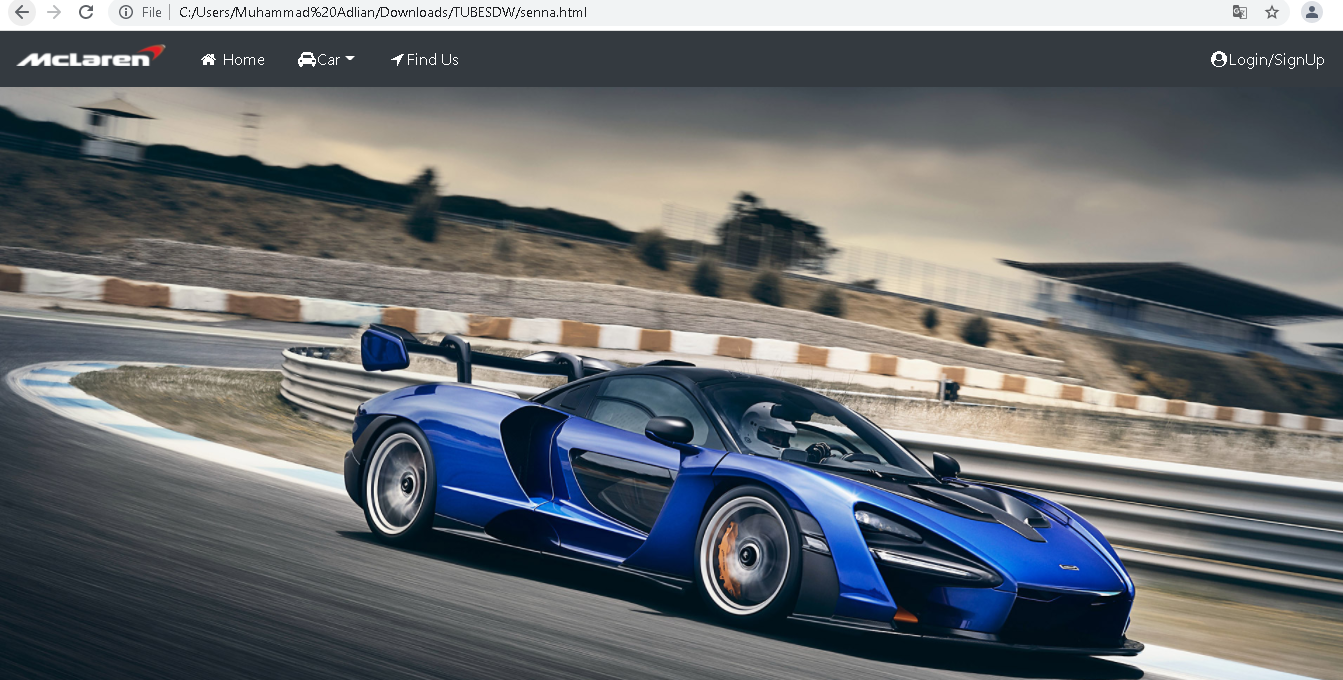 File C:/Users/Muhammad%20Adlian/Downloads/TUBESDW/senna.html
McLaren Home Car Find Us Login/SignUp